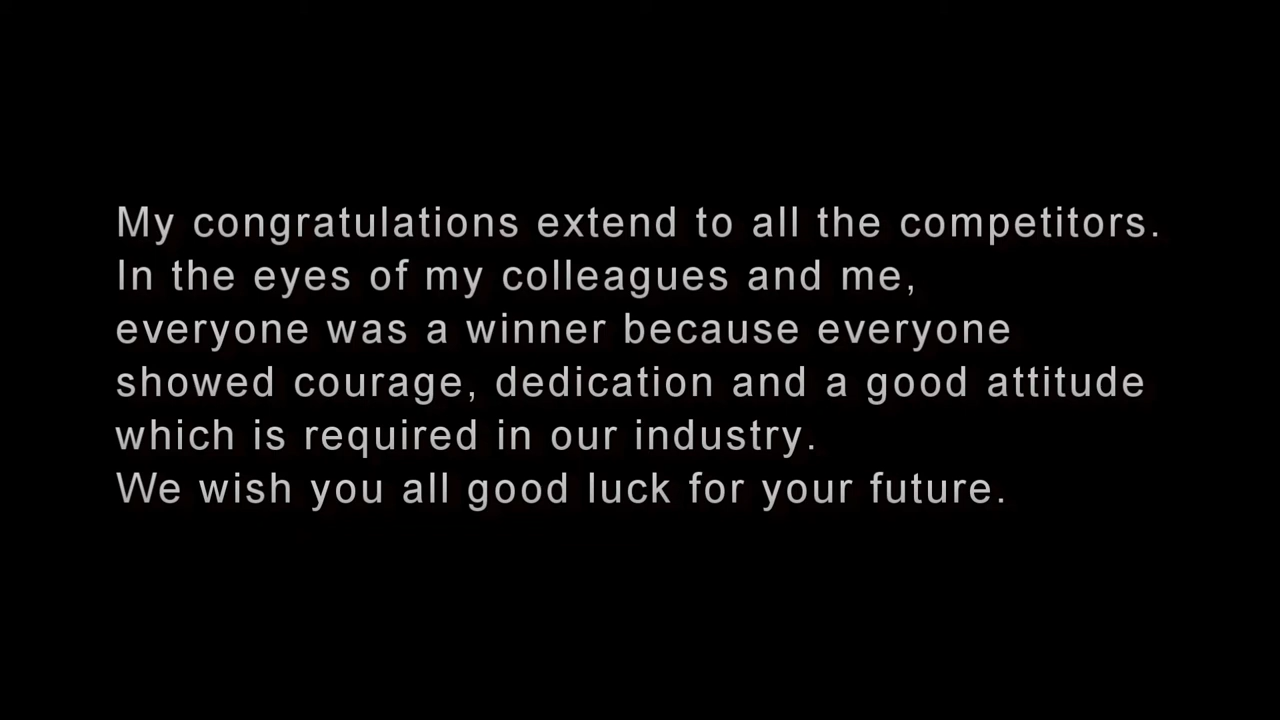 My congratulations extend to all the competitors.
In the eyes of my colleagues and me,
everyone was a winner because everyone
showed courage, dedication and a good attitude
which is required in our industry.
We wish you all good luck for your future.